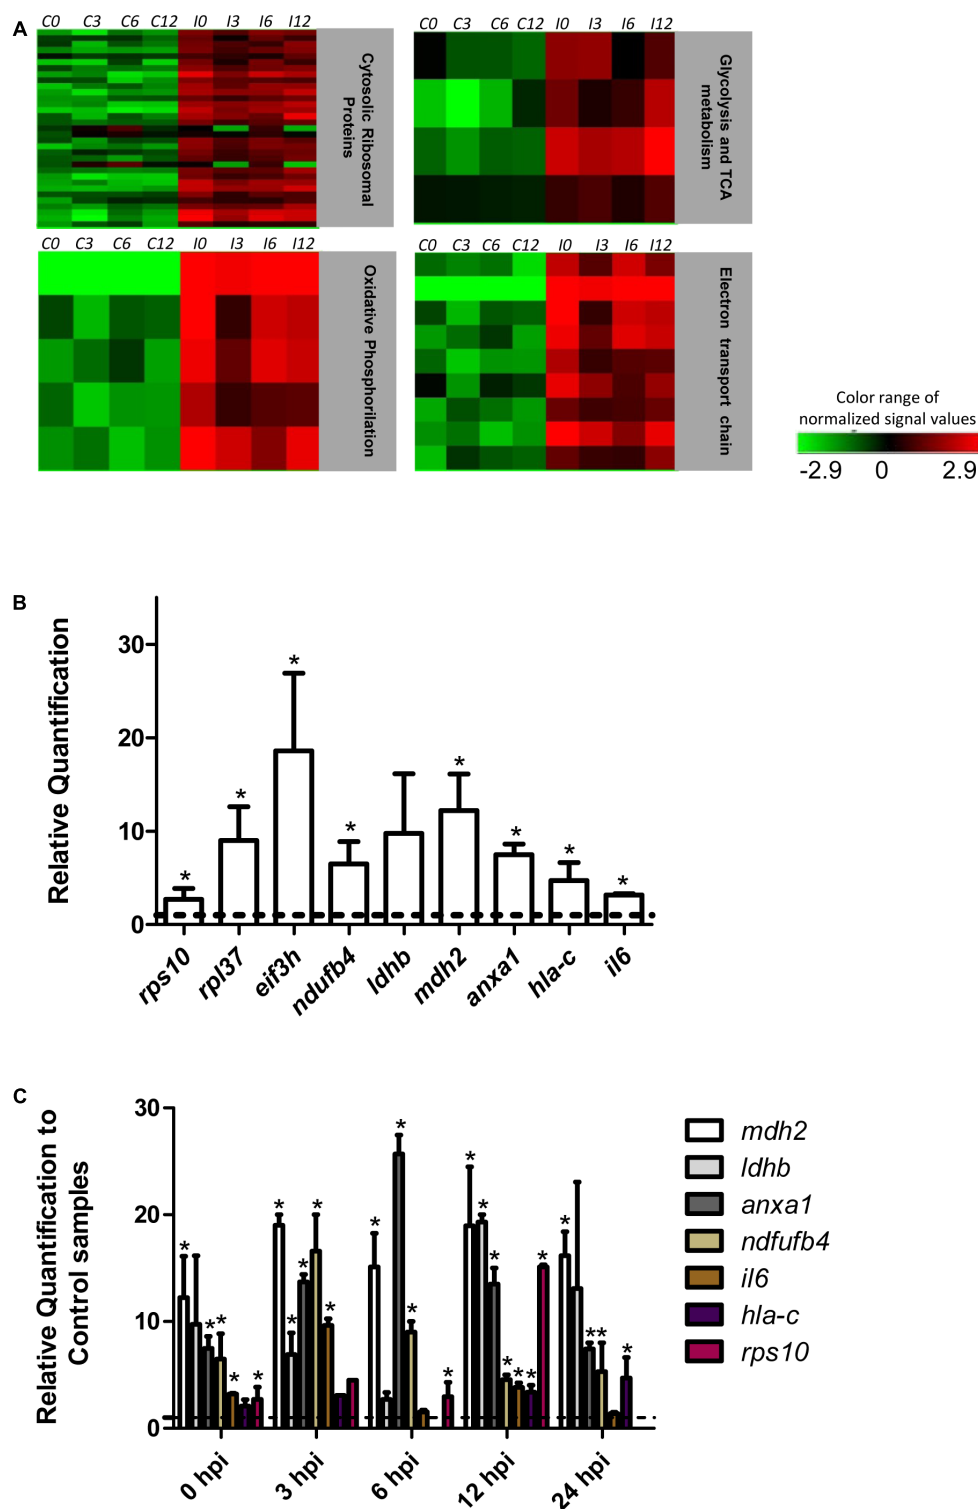 A
C0 C3 C6 C12 I0 I3 I6 I12
Cytosolic Ribosomal
Proteins
C0 C3 C6 C12 I0 I3 I6 I12
Glycolysis and TCA
metabolism
C0 C3 C6 C12 I0 I3 I6 I12
Oxidative Phosphorilation
C0 C3 C6 C12 I0 I3 I6 I12
Electron transport chain
Color range of
normalized signal values
-2.9 0 2.9
B
Relative Quantification
30
20
10
0
* * * * * * * *
rps10 rpl37 eif3h ndufb4 ldhb mdh2 anxa1 hla-c il6
C
Relative Quantification to
Control samples
30
20
10
0
* * * * * * * * * * * * * * * * * * * * * * * * * *
0 hpi 3 hpi 6 hpi 12 hpi 24 hpi
mdh2
ldhb
anxa1
ndfufb4
il6
hla-c
rps10